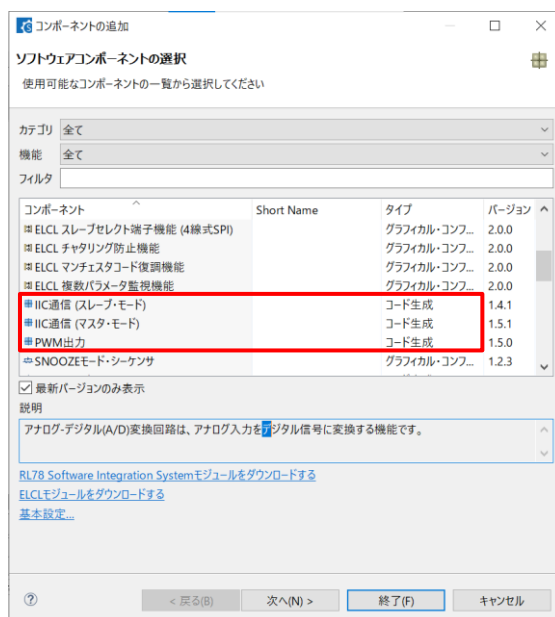 コンポーネントの追加
ソフトウェアコンポーネントの選択
使用可能なコンポーネントの一覧から選択してください
カテゴリ 全て
機能 全て
フィルタ
コンポーネント Short Name タイプ バージョン
ELCL スレーブセレクト端子機能 (4線式SPI) グラフィカル・コンフ... 2.0.0
ELCL チャタリング防止機能 グラフィカル・コンフ... 2.0.0
ELCL マンチェスタコード復調機能 グラフィカル・コンフ... 2.0.0
ELCL 複数パラメータ監視機能 グラフィカル・コンフ... 2.0.0
IIC通信 (スレーブ・モード) コード生成 1.4.1
IIC通信 (マスタ・モード) コード生成 1.5.1
PWM出力 コード生成 1.5.0
SNOOZEモード・シーケンサ グラフィカル・コンフ... 1.2.3
最新バージョンのみ表示
説明
アナログ-デジタル(A/D)変換回路は、アナログ入力をデジタル信号に変換する機能です。
RL78 Software Integration Systemモジュールをダウンロードする
ELCLモジュールをダウンロードする
基本設定...
? < 戻る(B) 次へ(N) > 終了(F) キャンセル